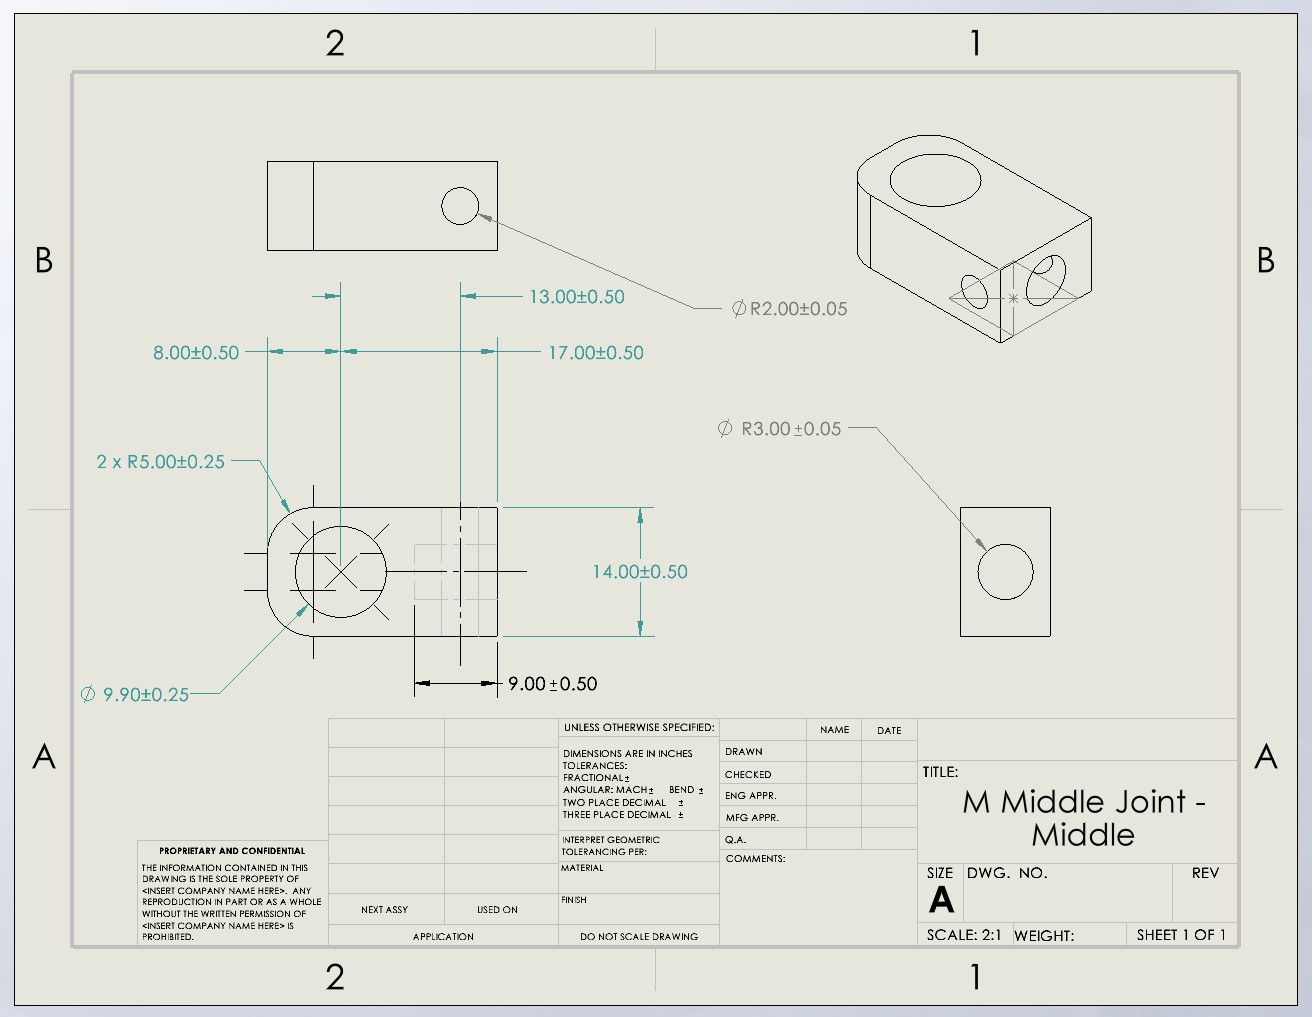 2 1
B B
13.00±0.50
∅R2.00±0.05
8.00±0.50 17.00±0.50
∅ R3.00±0.05
2 x R5.00±0.25
14.00±0.50
9.00±0.50
∅ 9.90±0.25
A A
UNLESS OTHERWISE SPECIFIED:
DIMENSIONS ARE IN INCHES
TOLERANCES:
FRACTIONAL±
ANGULAR: MACH± BEND ±
TWO PLACE DECIMAL ±
THREE PLACE DECIMAL ±
INTERPRET GEOMETRIC
TOLERANCING PER:
MATERIAL
FINISH
DO NOT SCALE DRAWING
NAME DATE
DRAWN
CHECKED
ENG APPR.
MFG APPR.
Q.A.
COMMENTS:
TITLE:
M Middle Joint -
Middle
SIZE DWG. NO. REV
A
SCALE: 2:1 WEIGHT: SHEET 1 OF 1
PROPRIETARY AND CONFIDENTIAL
THE INFORMATION CONTAINED IN THIS
DRAWING IS THE SOLE PROPERTY OF
<INSERT COMPANY NAME HERE>. ANY
REPRODUCTION IN PART OR AS A WHOLE
WITHOUT THE WRITTEN PERMISSION OF
<INSERT COMPANY NAME HERE> IS
PROHIBITED.
NEXT ASSY USED ON
APPLICATION
2 1